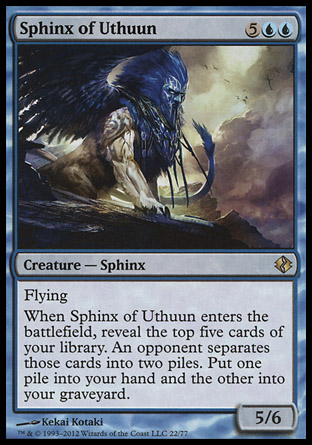 Sphinx of Uthuun 5
Creature — Sphinx
Flying
When Sphinx of Uthuun enters the
battlefield, reveal the top five cards of
your library. An opponent separates
those cards into two piles. Put one
pile into your hand and the other into
your graveyard.
Kekai Kotaki
™ & © 1993–2012 Wizards of the Coast LLC 22/77
5/6